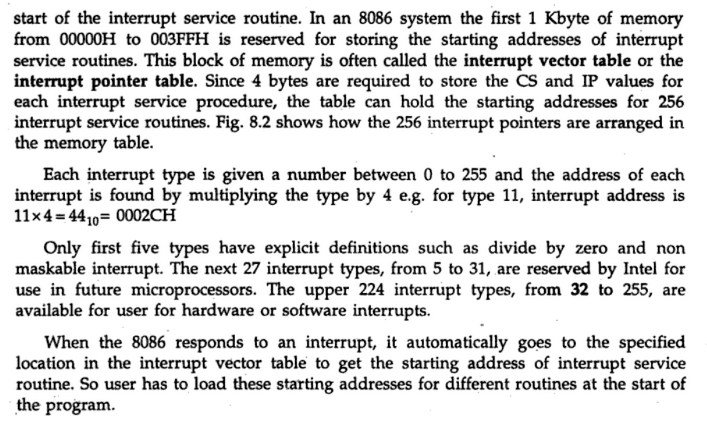 start of the interrupt service routine. In an 8086 system the first 1 Kbyte of memory
from 00000H to 003FFH is reserved for storing the starting addresses of interrupt
service routines. This block of memory is often called the interrupt vector table or the
interrupt pointer table. Since 4 bytes are required to store the CS and IP values for
each interrupt service procedure, the table can hold the starting addresses for 256
interrupt service routines. Fig. 8.2 shows how the 256 interrupt pointers are arranged in
the memory table.
Each interrupt type is given a number between 0 to 255 and the address of each
interrupt is found by multiplying the type by 4 e.g. for type 11, interrupt address is
11×4=44₁₀= 0002CH
Only first five types have explicit definitions such as divide by zero and non
maskable interrupt. The next 27 interrupt types, from 5 to 31, are reserved by Intel for
use in future microprocessors. The upper 224 interrupt types, from 32 to 255, are
available for user for hardware or software interrupts.
When the 8086 responds to an interrupt, it automatically goes to the specified
location in the interrupt vector table to get the starting address of interrupt service
routine. So user has to load these starting addresses for different routines at the start of
the program.